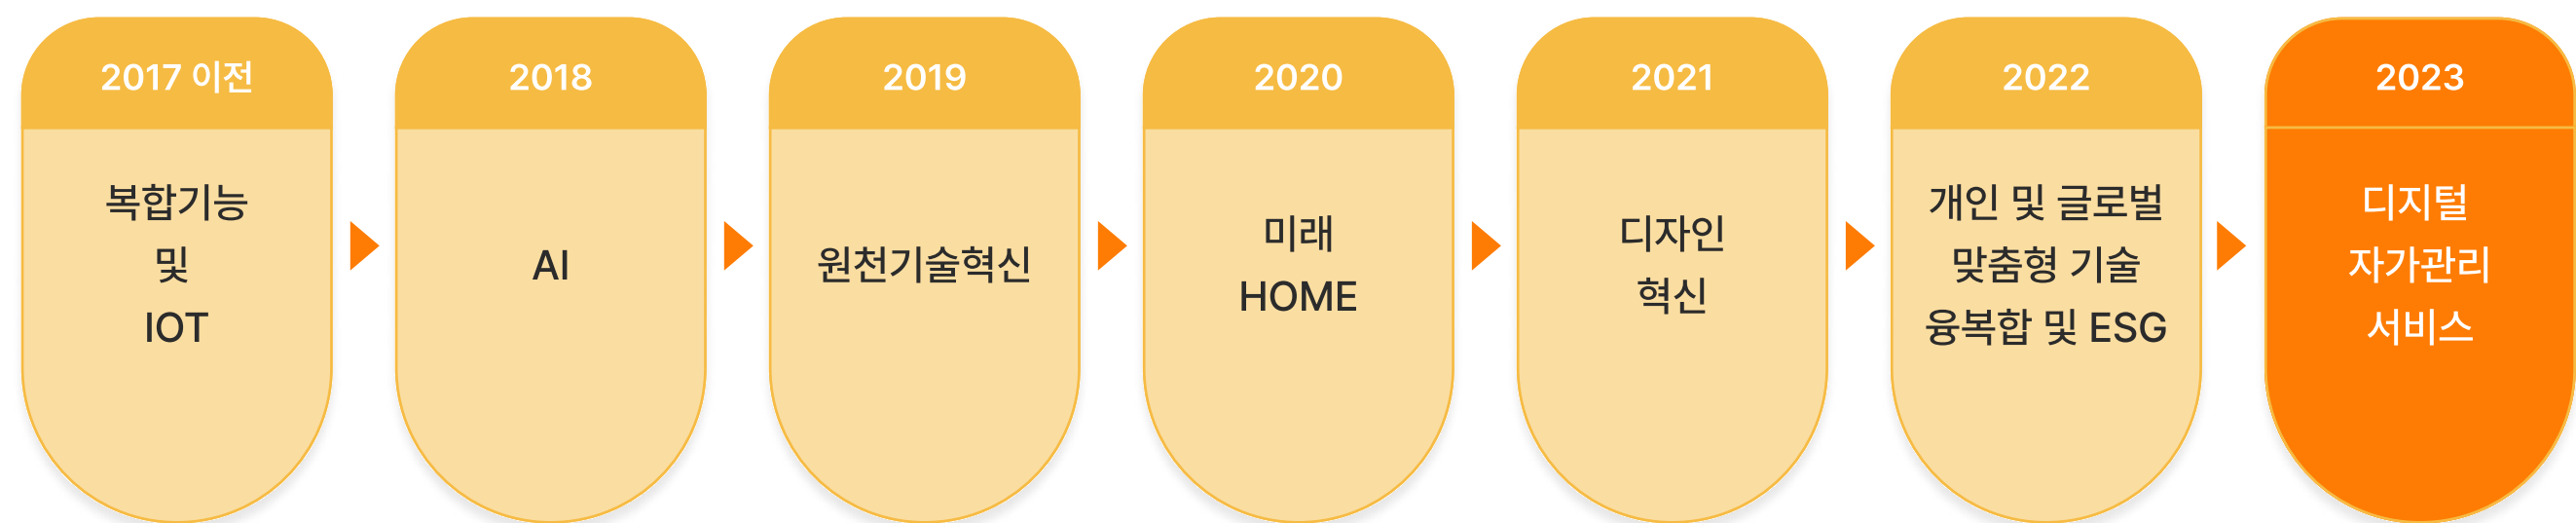 2017 이전
복합기능
및
IOT
2018
AI
2019
원천기술혁신
2020
미래
HOME
2021
디자인
혁신
2022
개인 및 글로벌
맞춤형 기술
융복합 및 ESG
2023
디지털
자가관리
서비스